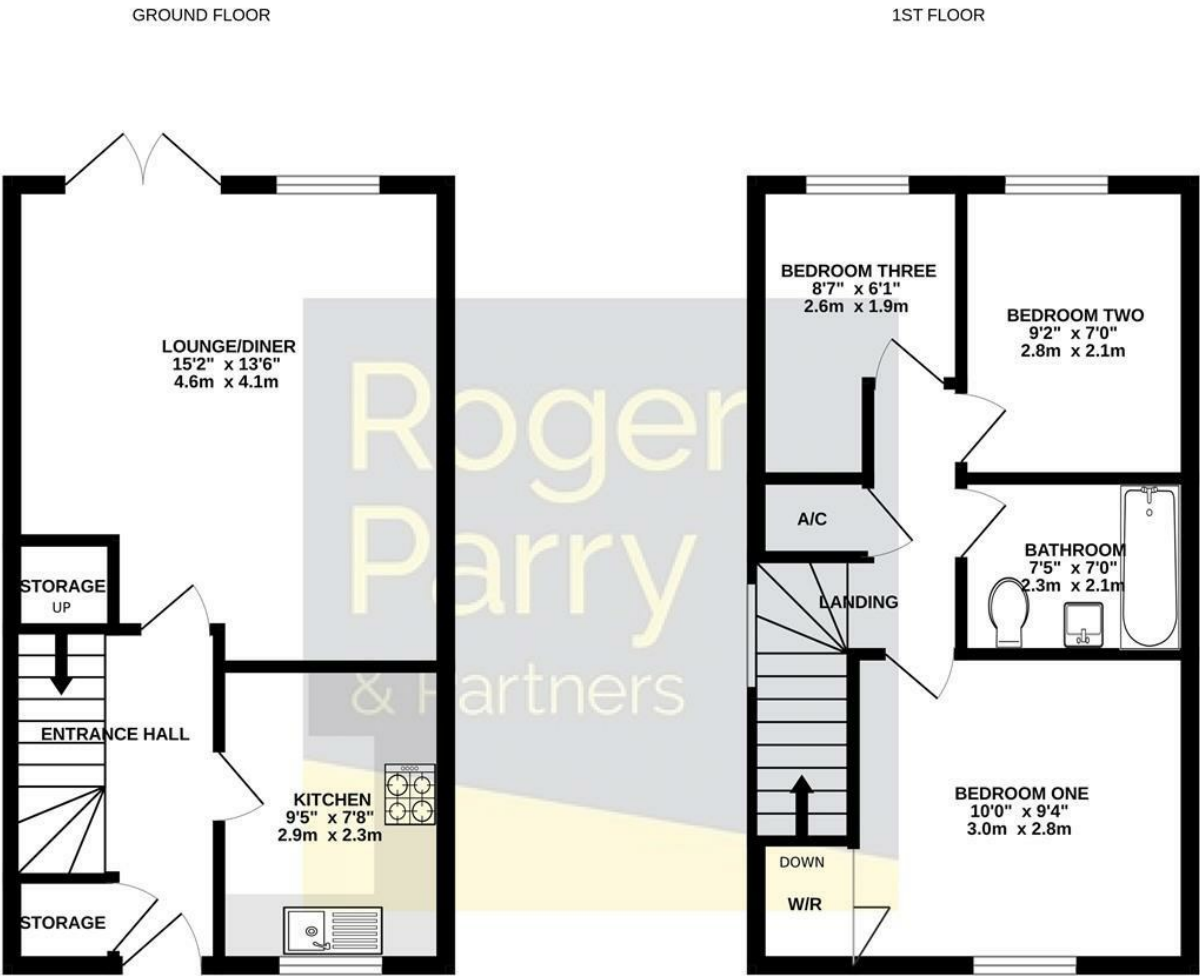 GROUND FLOOR
1ST FLOOR
LOUNGE/DINER
15'2" x 13'6"
4.6m x 4.1m
STORAGE
UP
ENTRANCE HALL
KITCHEN
9'5" x 7'8"
2.9m x 2.3m
STORAGE
Roger
Parry
& Partners
BEDROOM THREE
8'7" x 6'1"
2.6m x 1.9m
BEDROOM TWO
9'2" x 7'0"
2.8m x 2.1m
A/C
BATHROOM
7'5" x 7'0"
2.3m x 2.1m
LANDING
BEDROOM ONE
10'0" x 9'4"
3.0m x 2.8m
DOWN
W/R